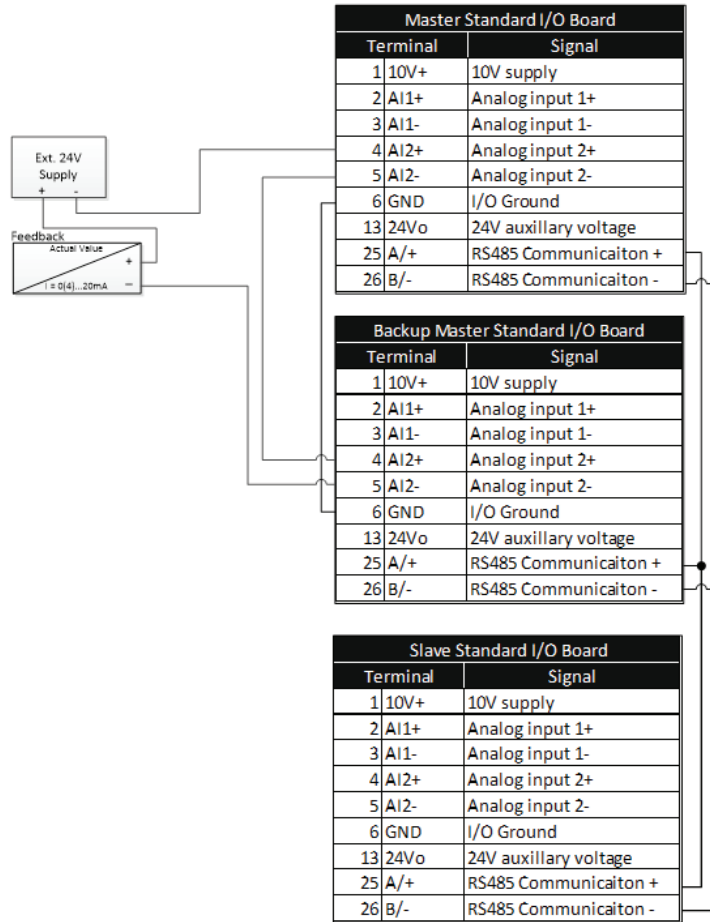 Master Standard I/O Board
Terminal Signal
1 10V+ 10V supply
2 AI1+ Analog input 1+
3 AI1- Analog input 1-
4 AI2+ Analog input 2+
5 AI2- Analog input 2-
6 GND I/O Ground
13 24Vo 24V auxillary voltage
25 A/+ RS485 Communicaiton +
26 B/- RS485 Communicaiton -
Ext. 24V
Supply
+ -
Feedback
Actual Value
+
I = 0(4)...20mA −
Backup Master Standard I/O Board
Terminal Signal
1 10V+ 10V supply
2 AI1+ Analog input 1+
3 AI1- Analog input 1-
4 AI2+ Analog input 2+
5 AI2- Analog input 2-
6 GND I/O Ground
13 24Vo 24V auxillary voltage
25 A/+ RS485 Communicaiton +
26 B/- RS485 Communicaiton -
Slave Standard I/O Board
Terminal Signal
1 10V+ 10V supply
2 AI1+ Analog input 1+
3 AI1- Analog input 1-
4 AI2+ Analog input 2+
5 AI2- Analog input 2-
6 GND I/O Ground
13 24Vo 24V auxillary voltage
25 A/+ RS485 Communicaiton +
26 B/- RS485 Communicaiton -